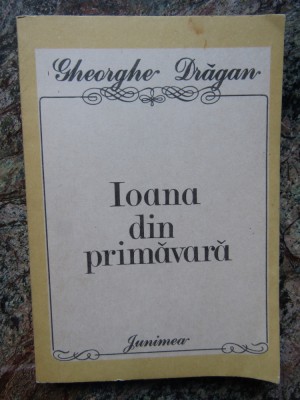 Gheorghe Drăgan
Ioana
din
primăvară
Junimea